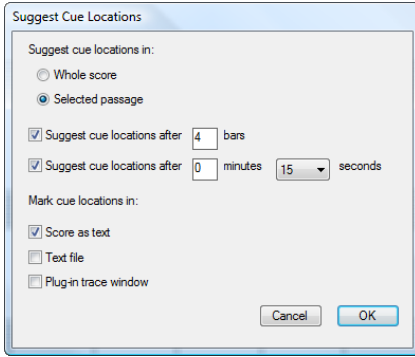 Suggest Cue Locations
Suggest cue locations in:
Whole score
Selected passage
Suggest cue locations after 4 bars
Suggest cue locations after 0 minutes 15 seconds
Mark cue locations in:
Score as text
Text file
Plug-in trace window
Cancel OK